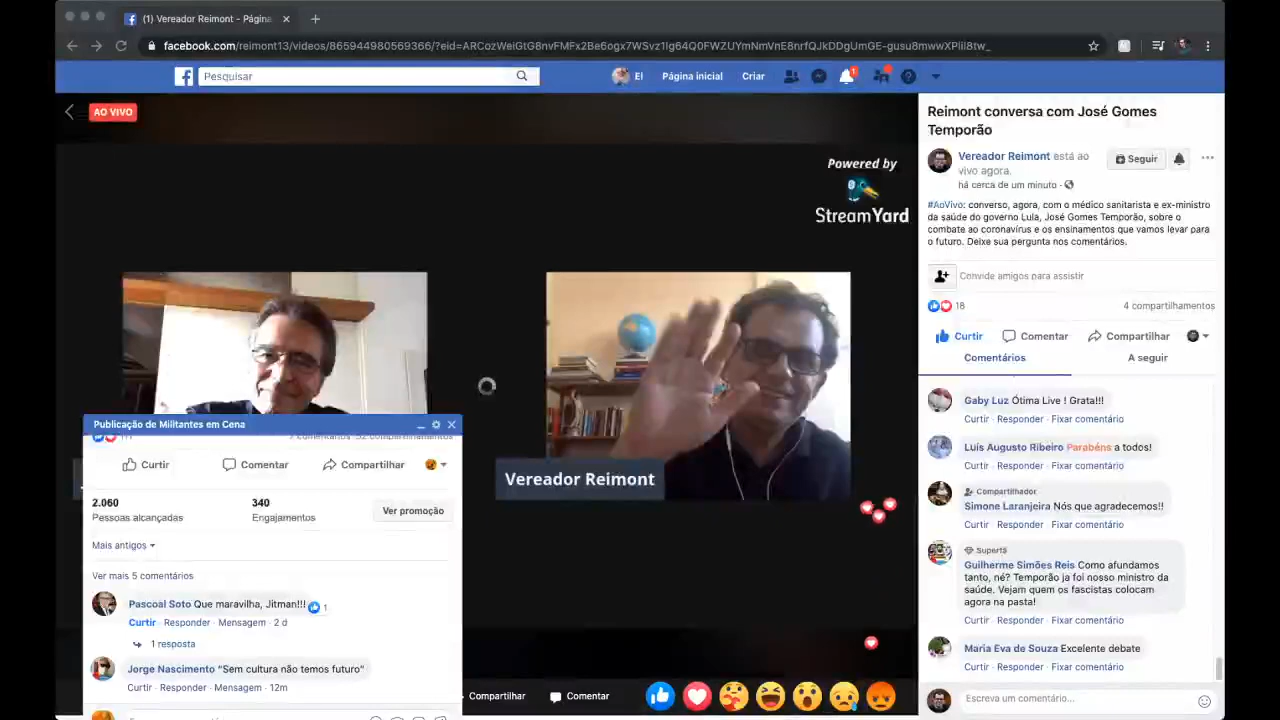 (1) Vereador Reimont - Página
facebook.com/reimont13/videos/865944980569366/
Pesquisar
El
Página inicial
Criar
1
AO VIVO
Powered by
StreamYard
Vereador Reimont
Reimont conversa com José Gomes
Temporão
Vereador Reimont está ao
vivo agora.
há cerca de um minuto ·
Seguir
#AoVivo: converso, agora, com o médico sanitarista e ex-ministro
da saúde do governo Lula, José Gomes Temporão, sobre o
combate ao coronavírus e os ensinamentos que vamos levar para
o futuro. Deixe sua pergunta nos comentários.
Convide amigos para assistir
18
4 compartilhamentos
Curtir
Comentar
Compartilhar
Comentários
A seguir
Gaby Luz Ótima Live ! Grata!!!
Curtir · Responder · Fixar comentário
Luís Augusto Ribeiro Parabéns a todos!
Curtir · Responder · Fixar comentário
Compartilhador
Simone Laranjeira Nós que agradecemos!!
Curtir · Responder · Fixar comentário
Superfã
Guilherme Simões Reis Como afundamos
tanto, né? Temporão ja foi nosso ministro da
saúde. Vejam quem os fascistas colocam
agora na pasta!
Curtir · Responder · Fixar comentário
Maria Eva de Souza Excelente debate
Curtir · Responder · Fixar comentário
Escreva um comentário...
Publicação de Militantes em Cena
Curtir
Comentar
Compartilhar
2.060
Pessoas alcançadas
340
Engajamentos
Ver promoção
Mais antigos
Ver mais 5 comentários
Pascoal Soto Que maravilha, Jitman!!!
1
Curtir · Responder · Mensagem · 2 d
1 resposta
Jorge Nascimento "Sem cultura não temos futuro"
Curtir · Responder · Mensagem · 12m
Compartilhar
Comentar